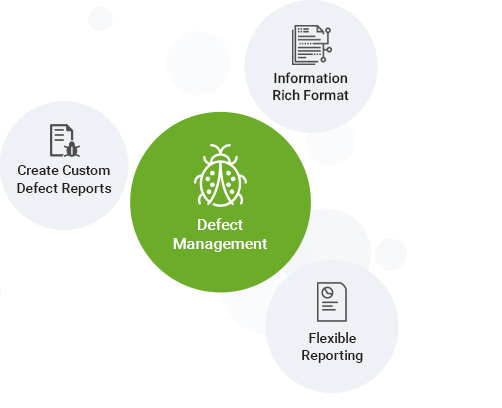 Information
Rich Format
Create Custom
Defect Reports
Defect
Management
Flexible
Reporting